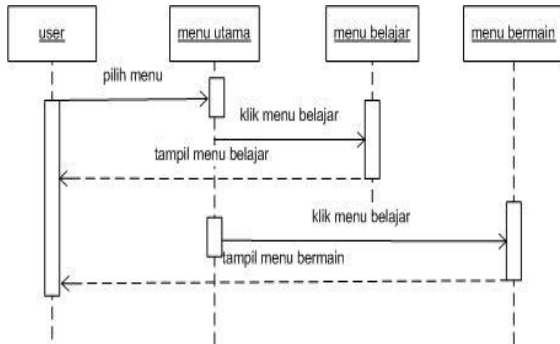 user
menu utama
menu belajar
menu bermain
pilih menu
klik menu belajar
tampil menu belajar
klik menu belajar
tampil menu bermain